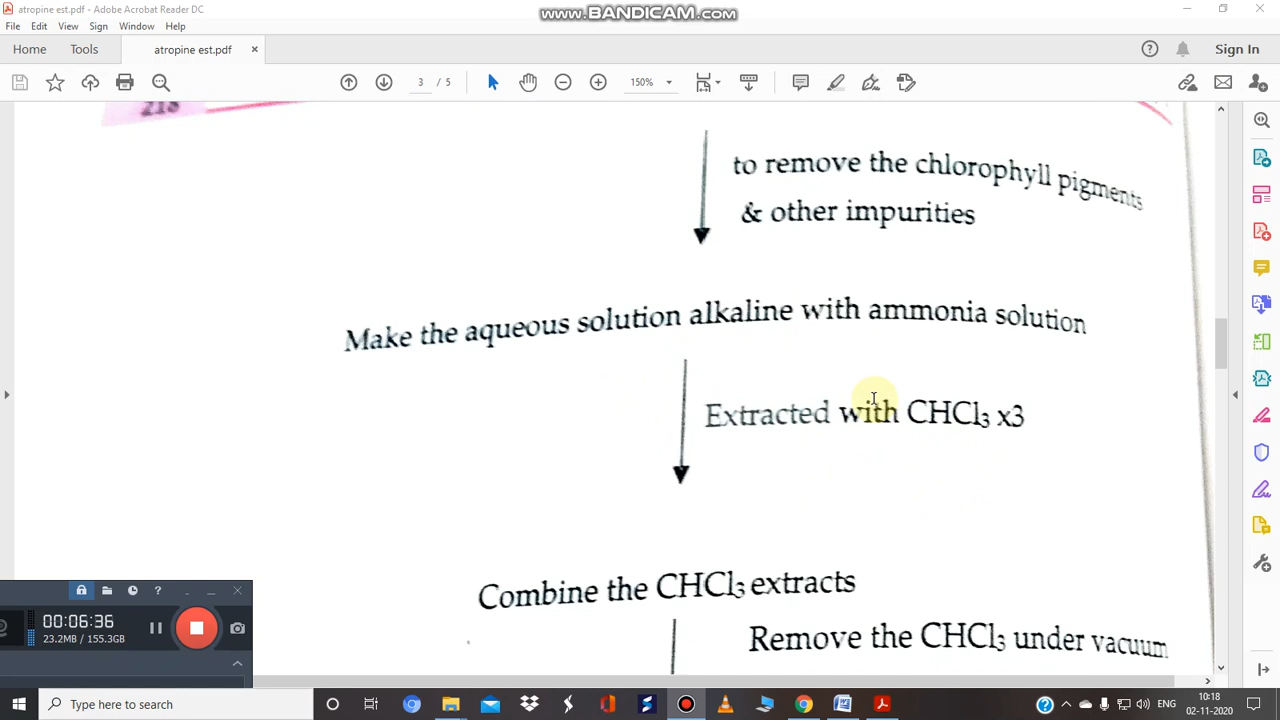 atropine est.pdf - Adobe Acrobat Reader DC
WWW.BANDICAM.COM
File Edit View Sign Window Help
Home Tools atropine est.pdf × Sign In
3 / 5 150%
218
to remove the chlorophyll pigments
& other impurities
Make the aqueous solution alkaline with ammonia solution
Extracted with CHCl₃ x3
Combine the CHCl₃ extracts
Remove the CHCl₃ under vacuum
00:06:36
23.2MB / 155.3GB
Type here to search
ENG
10:18
02-11-2020